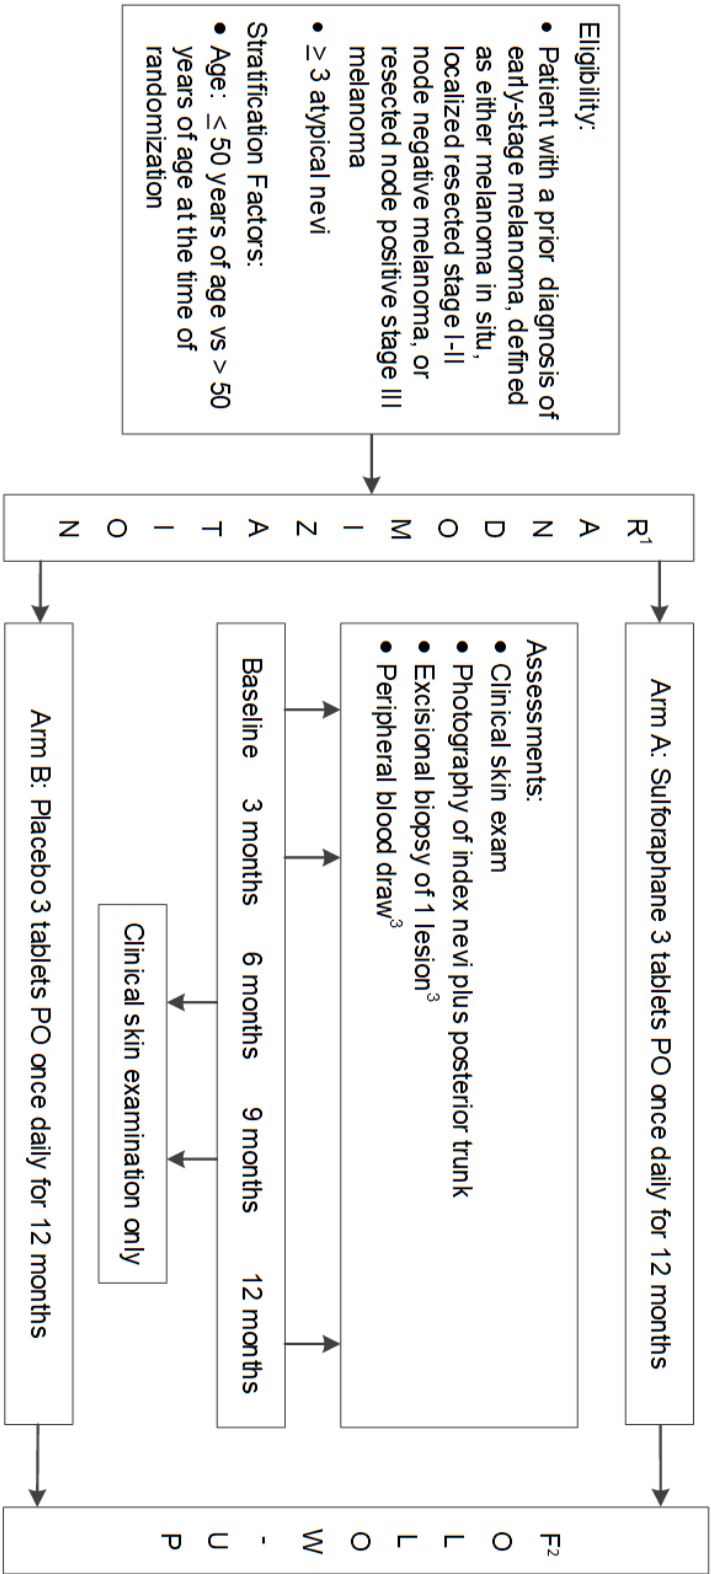 Eligibility:
• Patient with a prior diagnosis of
early-stage melanoma, defined
as either melanoma in situ,
localized resected stage I-II
node negative melanoma, or
resected node positive stage III
melanoma
• ≥ 3 atypical nevi
Stratification Factors:
• Age: ≤ 50 years of age vs > 50
years of age at the time of
randomization
R¹ A N D O M I Z A T I O N
Arm A: Sulforaphane 3 tablets PO once daily for 12 months
Assessments:
• Clinical skin exam
• Photography of index nevi plus posterior trunk
• Excisional biopsy of 1 lesion³
• Peripheral blood draw³
Baseline 3 months 6 months 9 months 12 months
Clinical skin examination only
Arm B: Placebo 3 tablets PO once daily for 12 months
F² O L L O W - U P